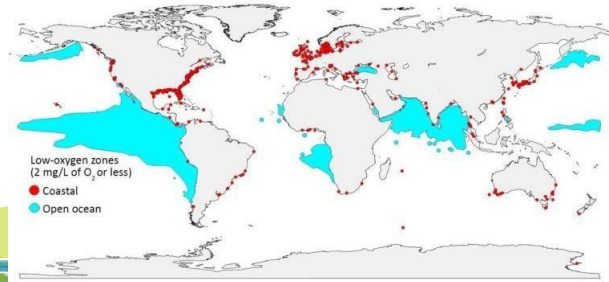 Low-oxygen zones
(2 mg/L of O₂ or less)
Coastal
Open ocean